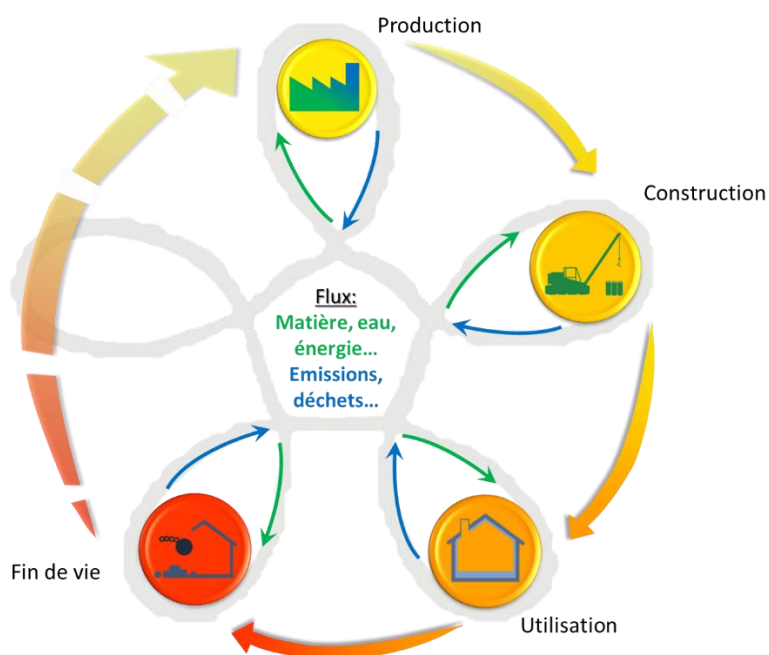 Production
Construction
Flux:
Matière, eau,
énergie...
Emissions,
déchets...
Fin de vie
Utilisation